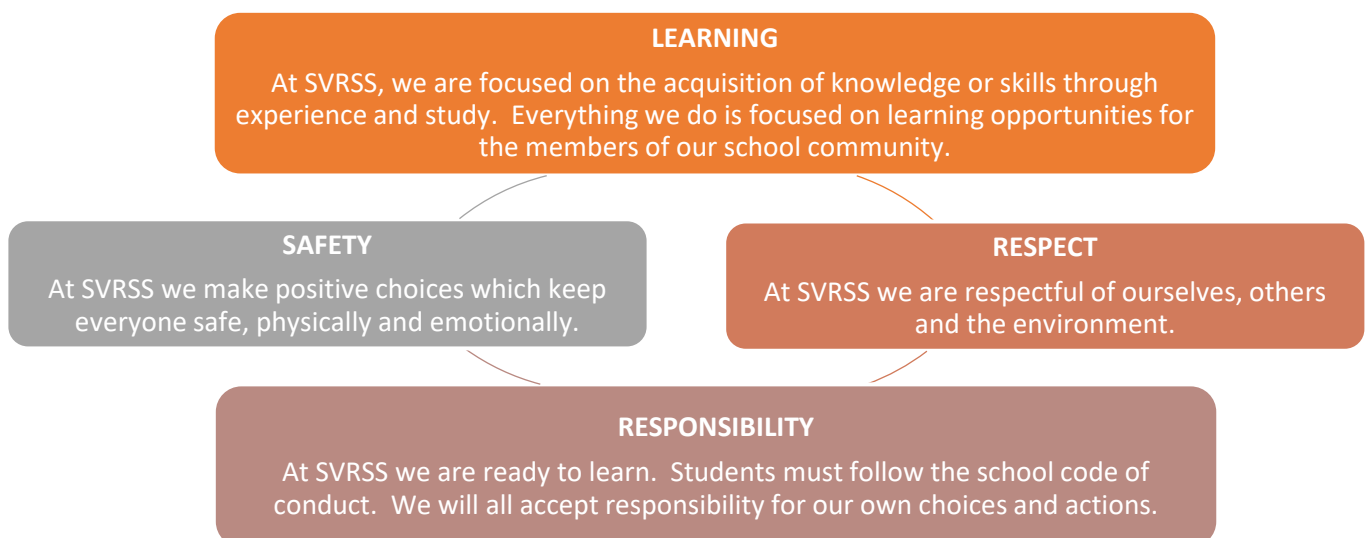 LEARNING
At SVRSS, we are focused on the acquisition of knowledge or skills through
experience and study.  Everything we do is focused on learning opportunities for
the members of our school community.
SAFETY
At SVRSS we make positive choices which keep
everyone safe, physically and emotionally.
RESPECT
At SVRSS we are respectful of ourselves, others
and the environment.
RESPONSIBILITY
At SVRSS we are ready to learn.  Students must follow the school code of
conduct.  We will all accept responsibility for our own choices and actions.